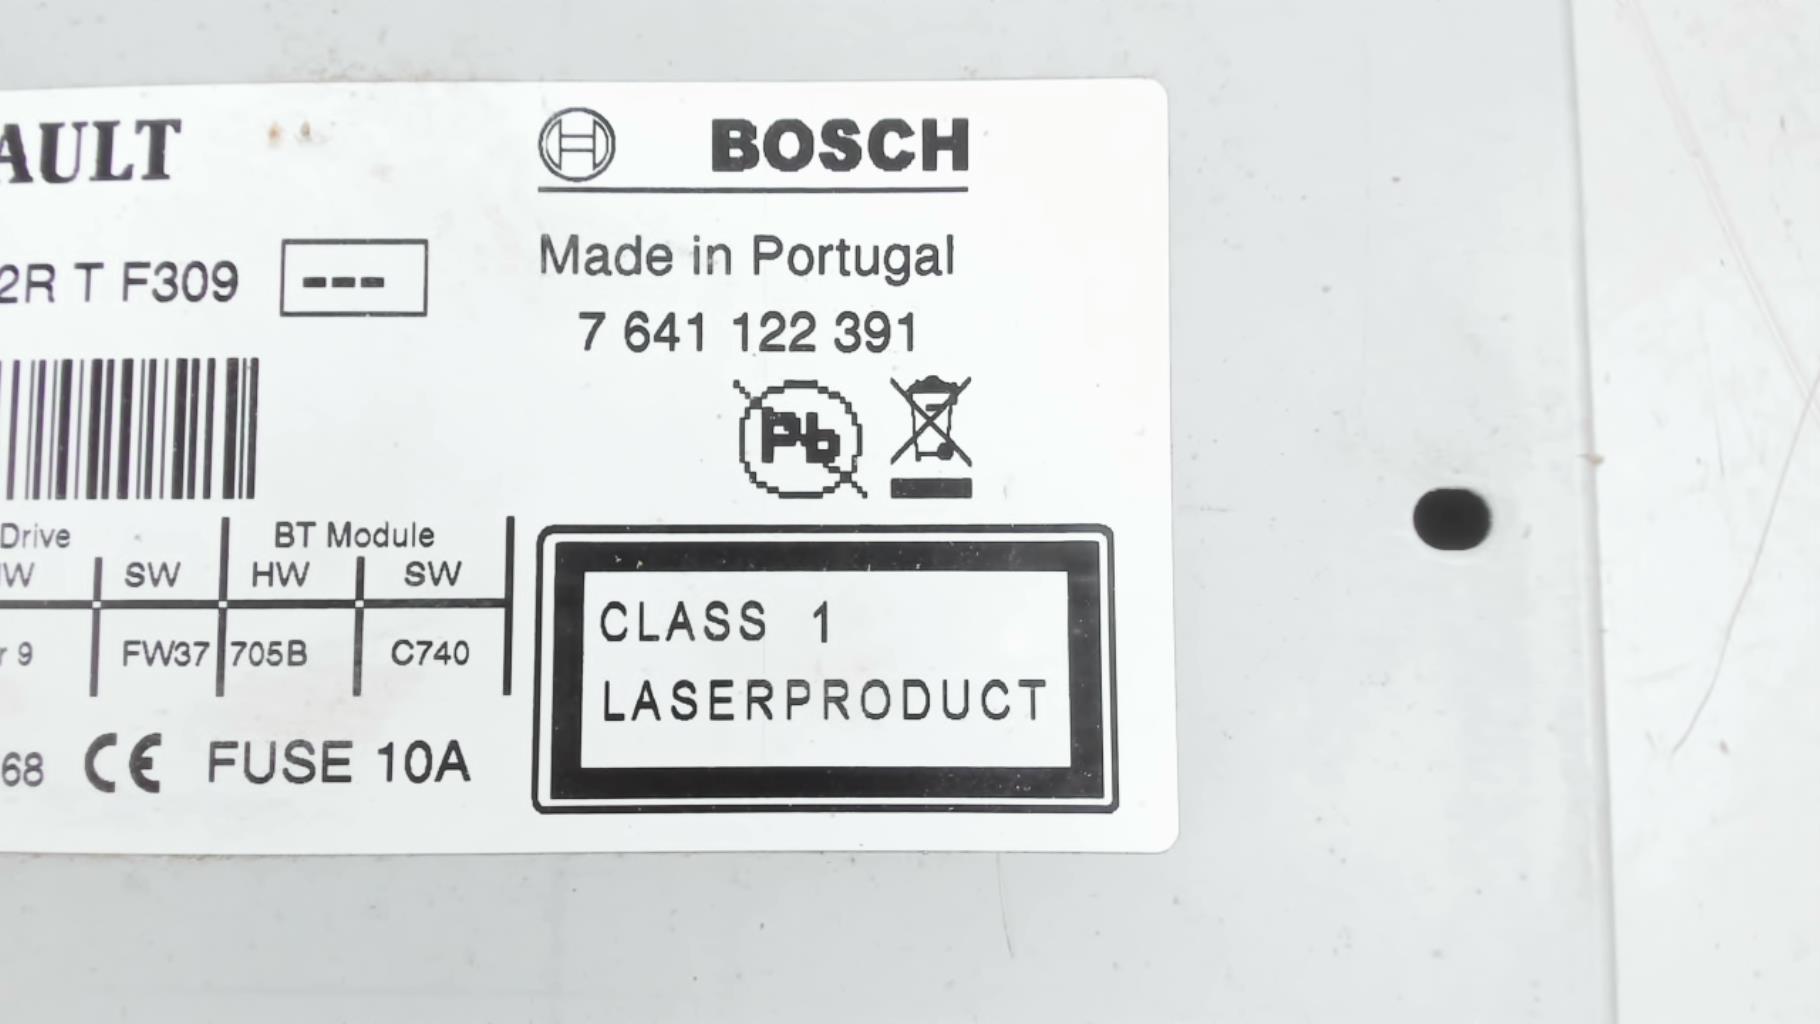 AULT
BOSCH
2R T F309
---
Made in Portugal
7 641 122 391
Pb
Drive
BT Module
W
SW
HW
SW
r 9
FW37
705B
C740
68
CE
FUSE 10A
CLASS 1
LASERPRODUCT